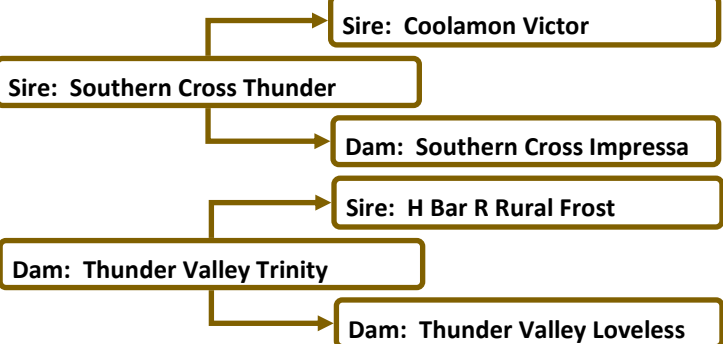 Sire: Coolamon Victor
Sire: Southern Cross Thunder
Dam: Southern Cross Impressa
Sire: H Bar R Rural Frost
Dam: Thunder Valley Trinity
Dam: Thunder Valley Loveless